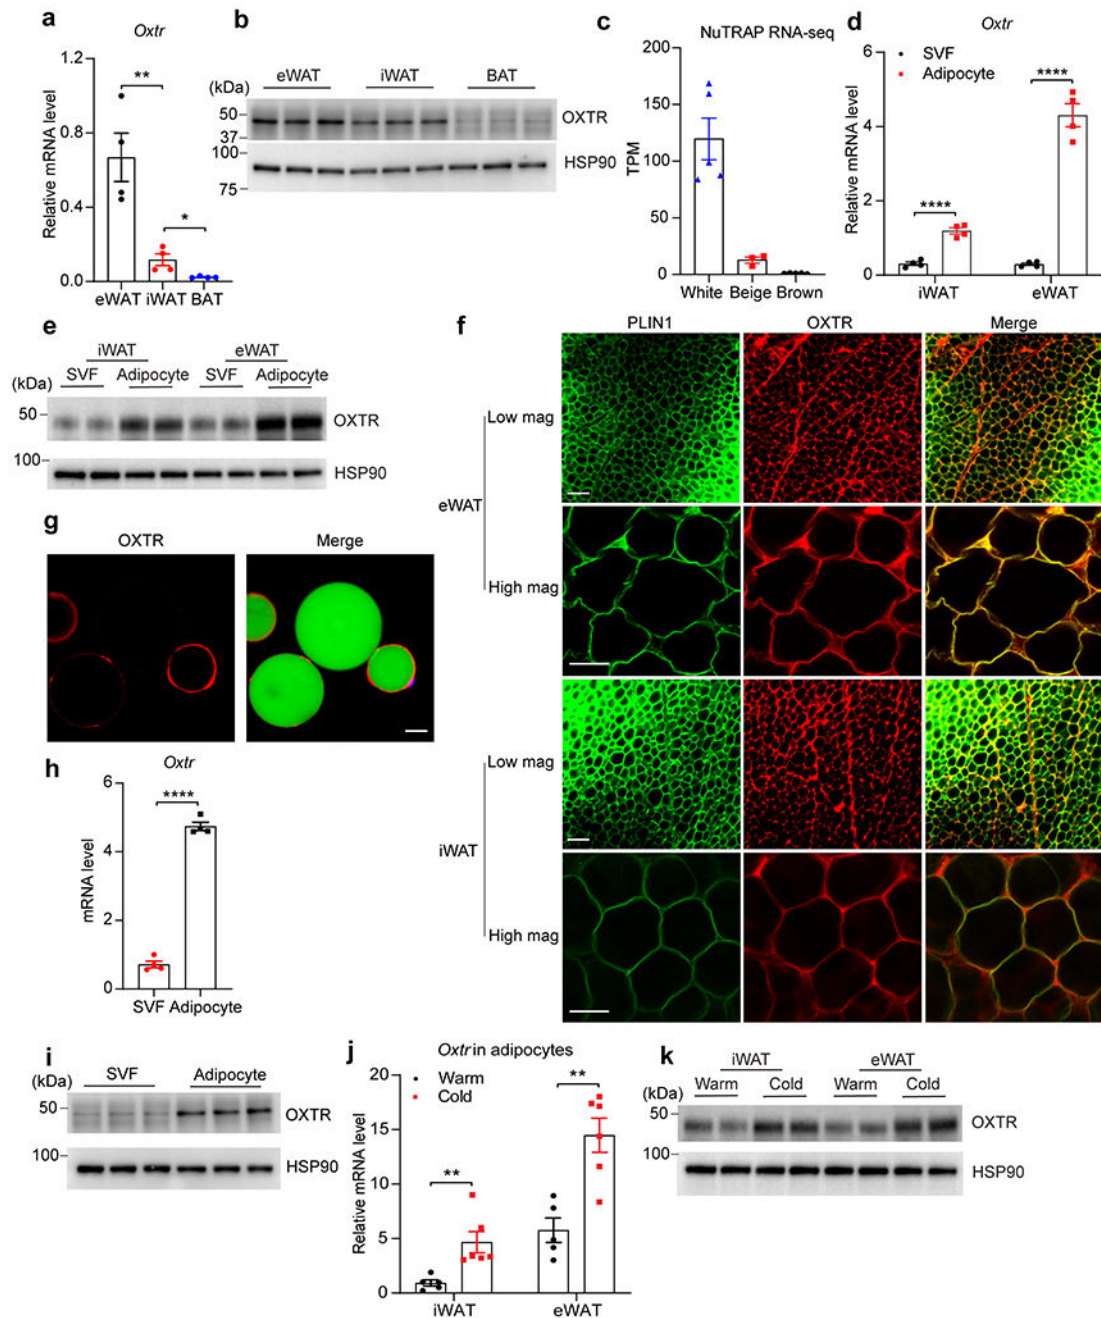 a
Oxtr
**
*
Relative mRNA level
1.2
0.8
0.4
0.0
eWAT iWAT BAT
b
(kDa)
eWAT iWAT BAT
50
37
OXTR
100
75
HSP90
c
NuTRAP RNA-seq
TPM
200
150
100
50
0
White Beige Brown
d
Oxtr
SVF
Adipocyte
****
****
Relative mRNA level
6
4
2
0
iWAT eWAT
e
iWAT eWAT
SVF Adipocyte SVF Adipocyte
(kDa)
50
OXTR
100
HSP90
f
PLIN1 OXTR Merge
Low mag
eWAT
High mag
Low mag
iWAT
High mag
g
OXTR Merge
h
Oxtr
****
mRNA level
6
4
2
0
SVF Adipocyte
i
(kDa)
SVF Adipocyte
50
OXTR
100
HSP90
j
Oxtr in adipocytes
Warm
Cold
**
**
Relative mRNA level
20
15
10
5
0
iWAT eWAT
k
iWAT eWAT
(kDa)
Warm Cold Warm Cold
50
OXTR
100
HSP90